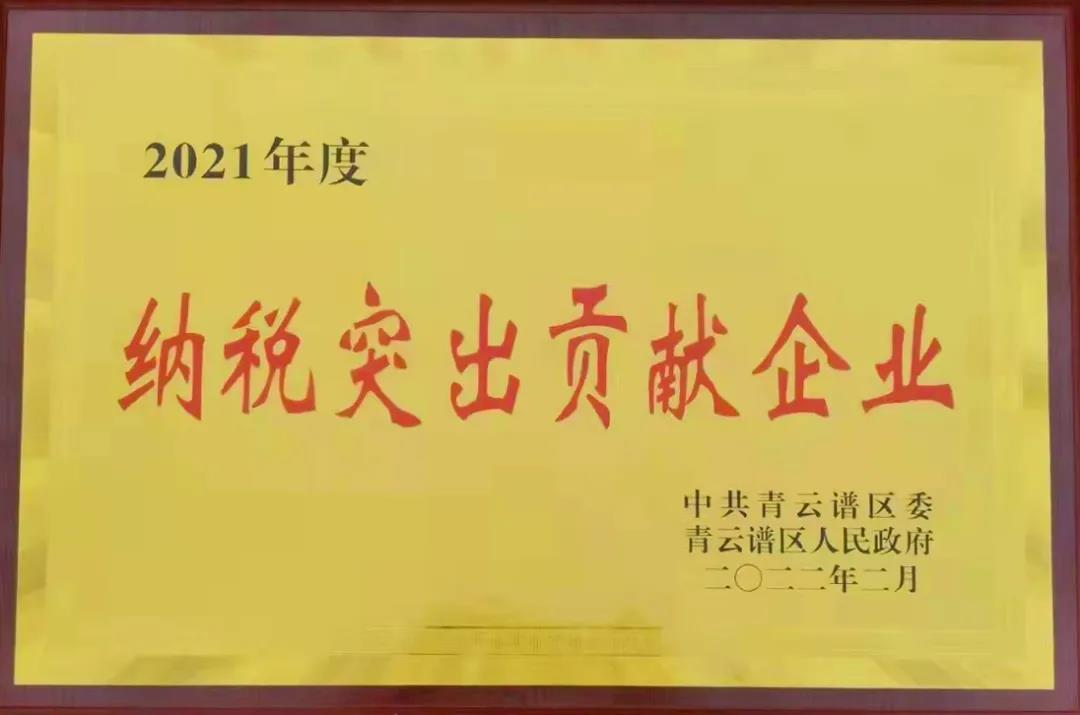 2021年度
纳税突出贡献企业
中共青云谱区委
青云谱区人民政府
二〇二二年二月